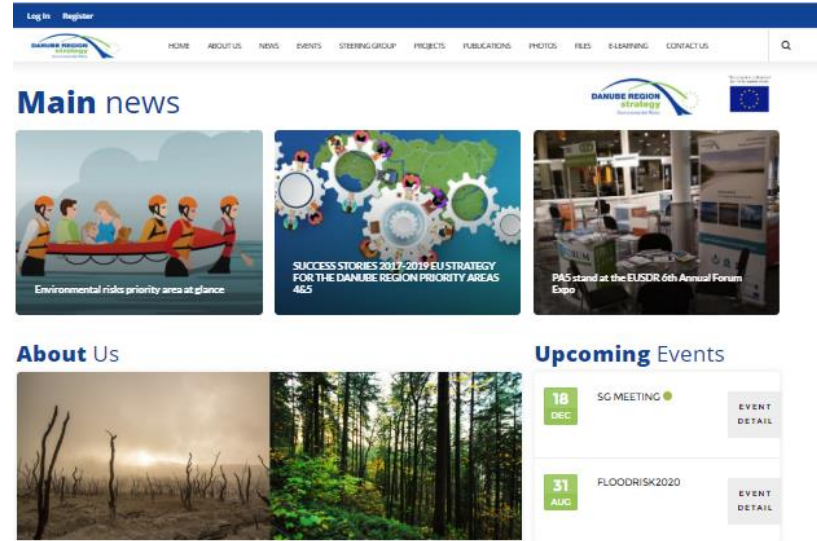 Log In Register
DANUBE REGION
strategy
HOME ABOUT US NEWS EVENTS STEERING GROUP PROJECTS PUBLICATIONS PHOTOS FILES E-LEARNING CONTACT US
Main news
DANUBE REGION
strategy
Environmental Risks
Environmental risks priority area at glance
SUCCESS STORIES 2017-2019 EU STRATEGY
FOR THE DANUBE REGION PRIORITY AREAS
4&5
PA5 stand at the EUSDR 6th Annual Forum
Expo
About Us
Upcoming Events
18
DEC
SG MEETING
EVENT
DETAIL
31
AUG
FLOODRISK2020
EVENT
DETAIL